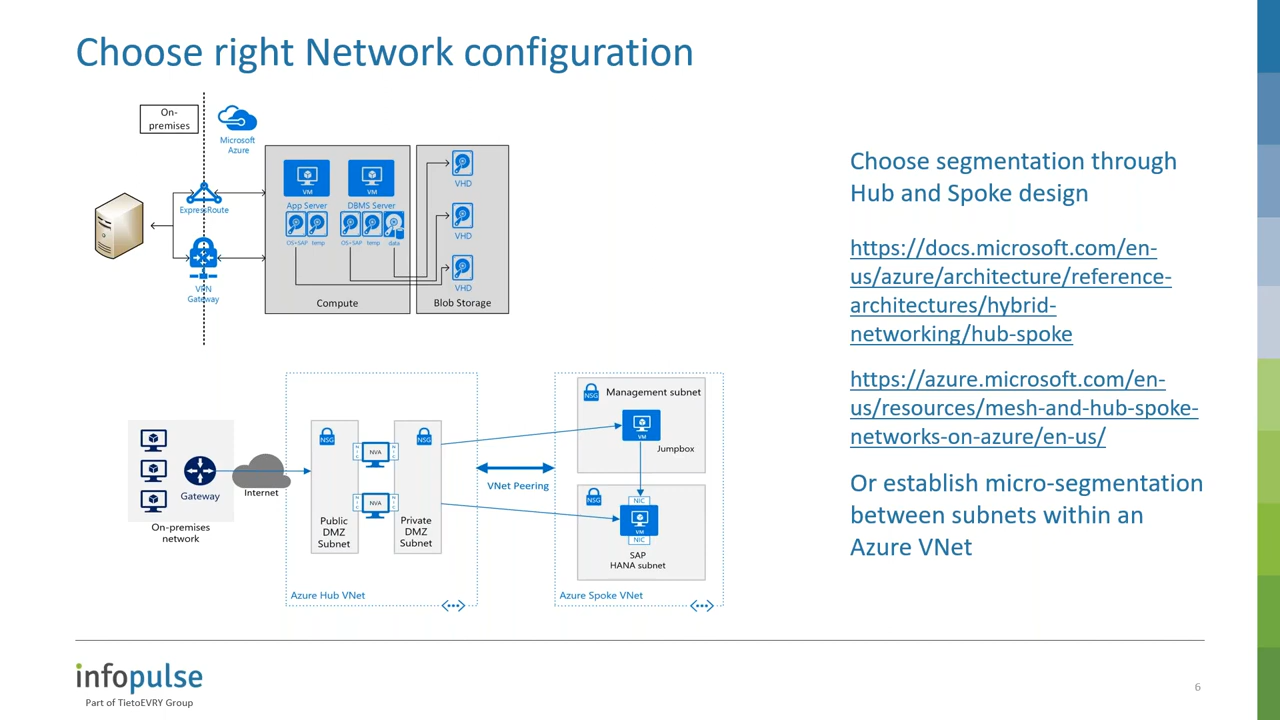 Choose right Network configuration
On-
premises
Microsoft
Azure
ExpressRoute
VPN
Gateway
VM
App Server
OS+SAP temp
VM
DBMS Server
OS+SAP temp data
Compute
VHD
VHD
VHD
Blob Storage
Gateway
On-premises
network
Internet
NSG
Public
DMZ
Subnet
NIC
NVA
NIC
NIC
NVA
NIC
NSG
Private
DMZ
Subnet
Azure Hub VNet
VNet Peering
NSG
Management subnet
VM
Jumpbox
NSG
NIC
VM
NIC
SAP
HANA subnet
Azure Spoke VNet
Choose segmentation through
Hub and Spoke design
https://docs.microsoft.com/en-
us/azure/architecture/reference-
architectures/hybrid-
networking/hub-spoke
https://azure.microsoft.com/en-
us/resources/mesh-and-hub-spoke-
networks-on-azure/en-us/
Or establish micro-segmentation
between subnets within an
Azure VNet
infopulse
Part of TietoEVRY Group
6